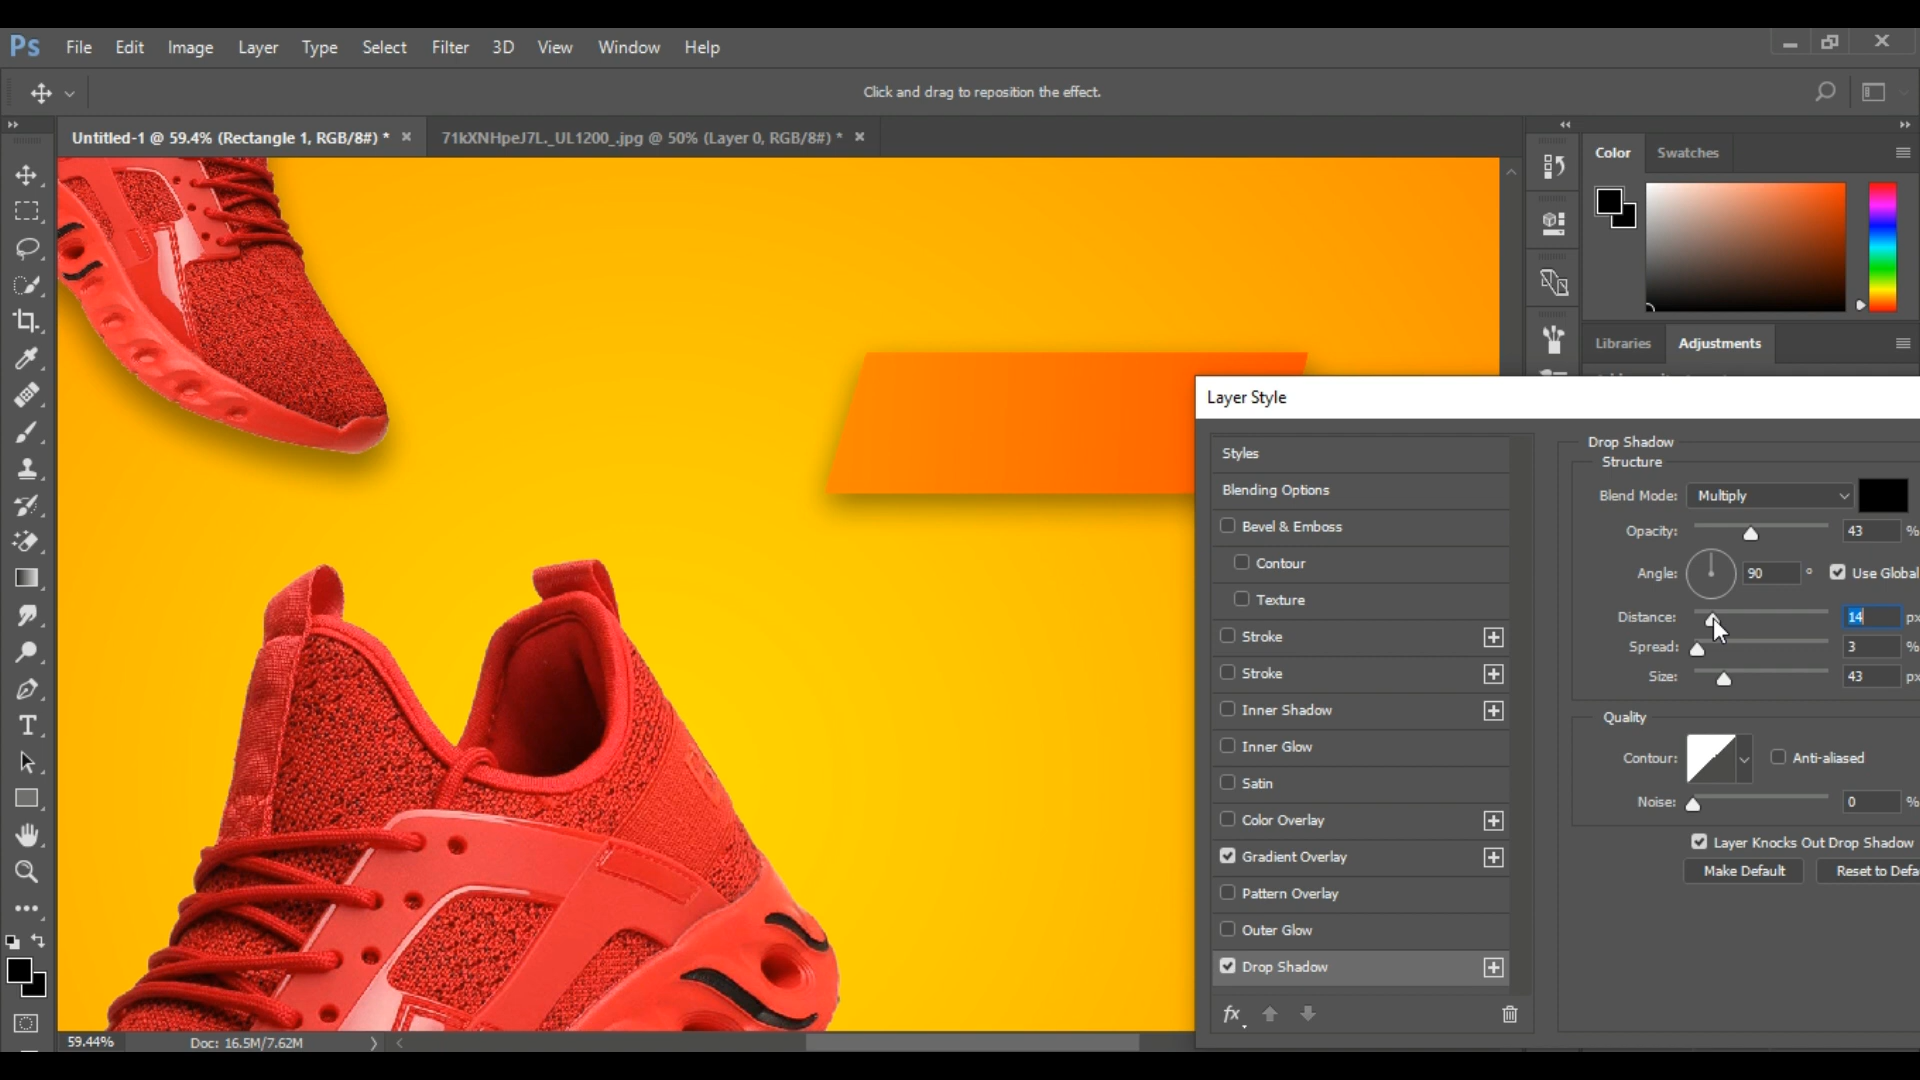 Ps File Edit Image Layer Type Select Filter 3D View Window Help
Click and drag to reposition the effect.
Untitled-1 @ 59.4% (Rectangle 1, RGB/8#) *
71kXNHpeJ7L._UL1200_.jpg @ 50% (Layer 0, RGB/8#) *
Color Swatches
Libraries Adjustments
Layer Style
Styles
Blending Options
Bevel & Emboss
Contour
Texture
Stroke
Stroke
Inner Shadow
Inner Glow
Satin
Color Overlay
Gradient Overlay
Pattern Overlay
Outer Glow
Drop Shadow
fx
Drop Shadow
Structure
Blend Mode: Multiply
Opacity: 43 %
Angle: 90 ° Use Global
Distance: 14 px
Spread: 3 %
Size: 43 px
Quality
Contour: Anti-aliased
Noise: 0 %
Layer Knocks Out Drop Shadow
Make Default Reset to Defa
59.44% Doc: 16.5M/7.62M